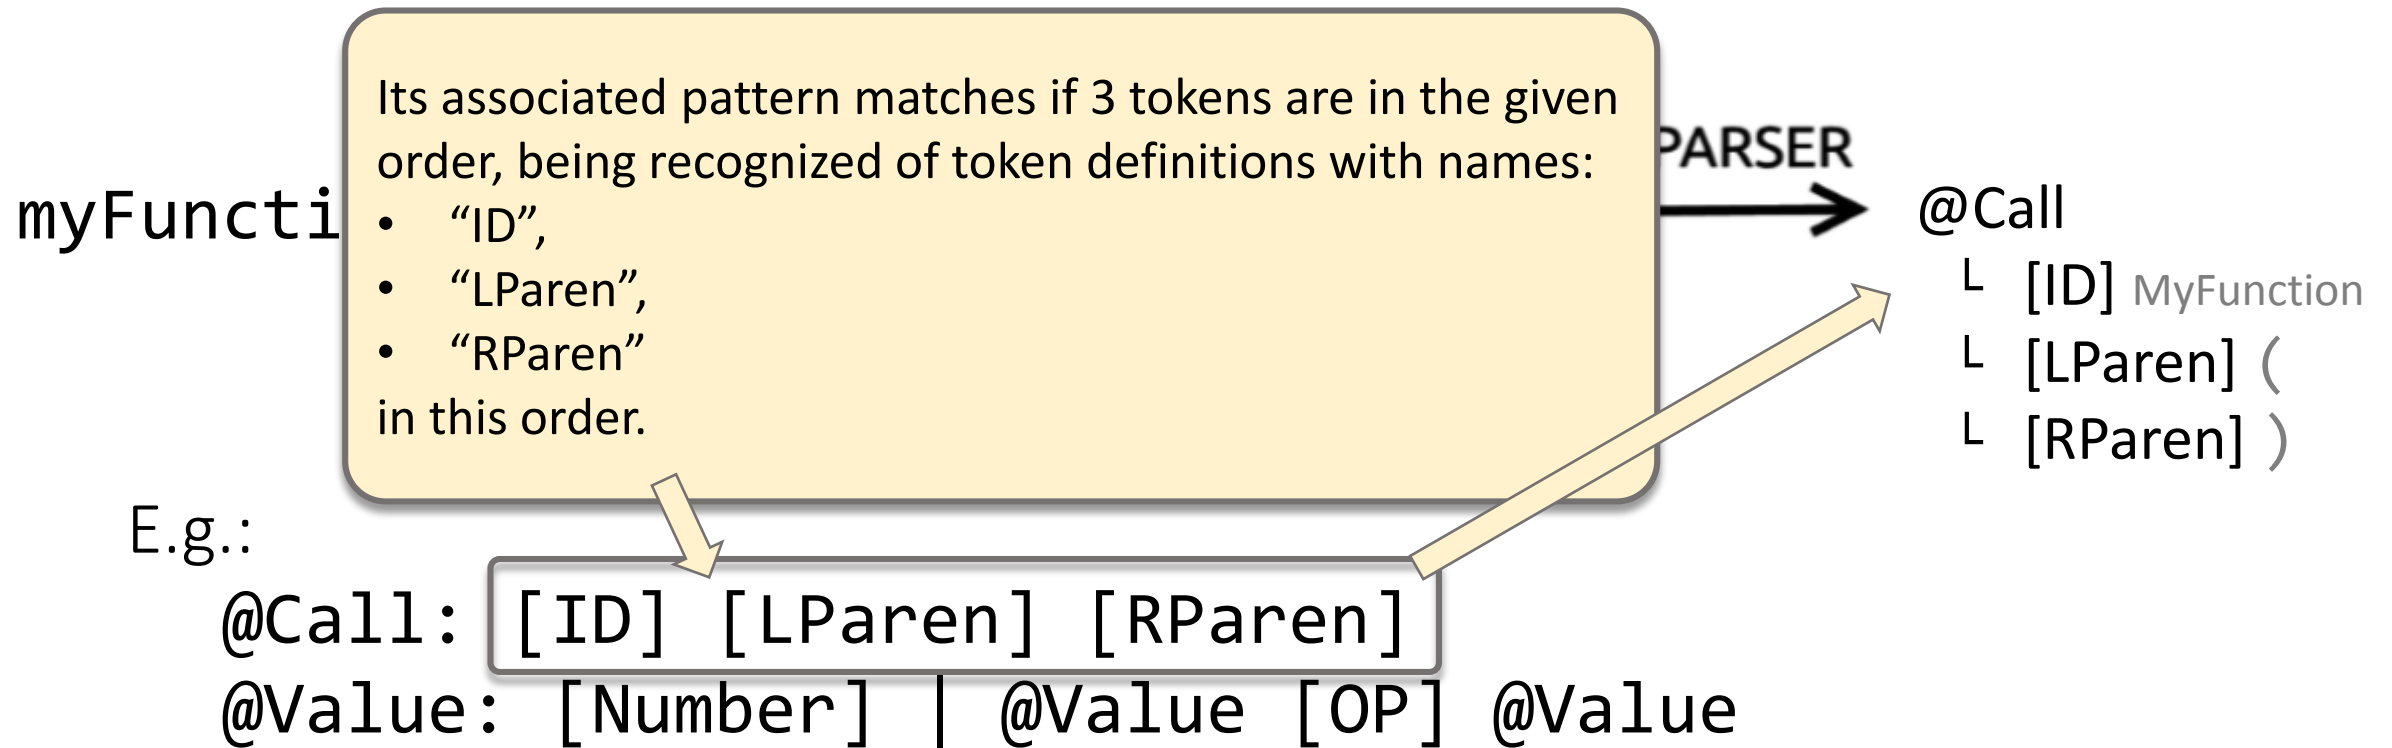 Its associated pattern matches if 3 tokens are in the given
order, being recognized of token definitions with names:
• “ID”,
• “LParen”,
• “RParen”
in this order.
myFuncti
PARSER
@Call
└ [ID] MyFunction
└ [LParen] (
└ [RParen] )
E.g.:
@Call: [ID] [LParen] [RParen]
@Value: [Number] | @Value [OP] @Value